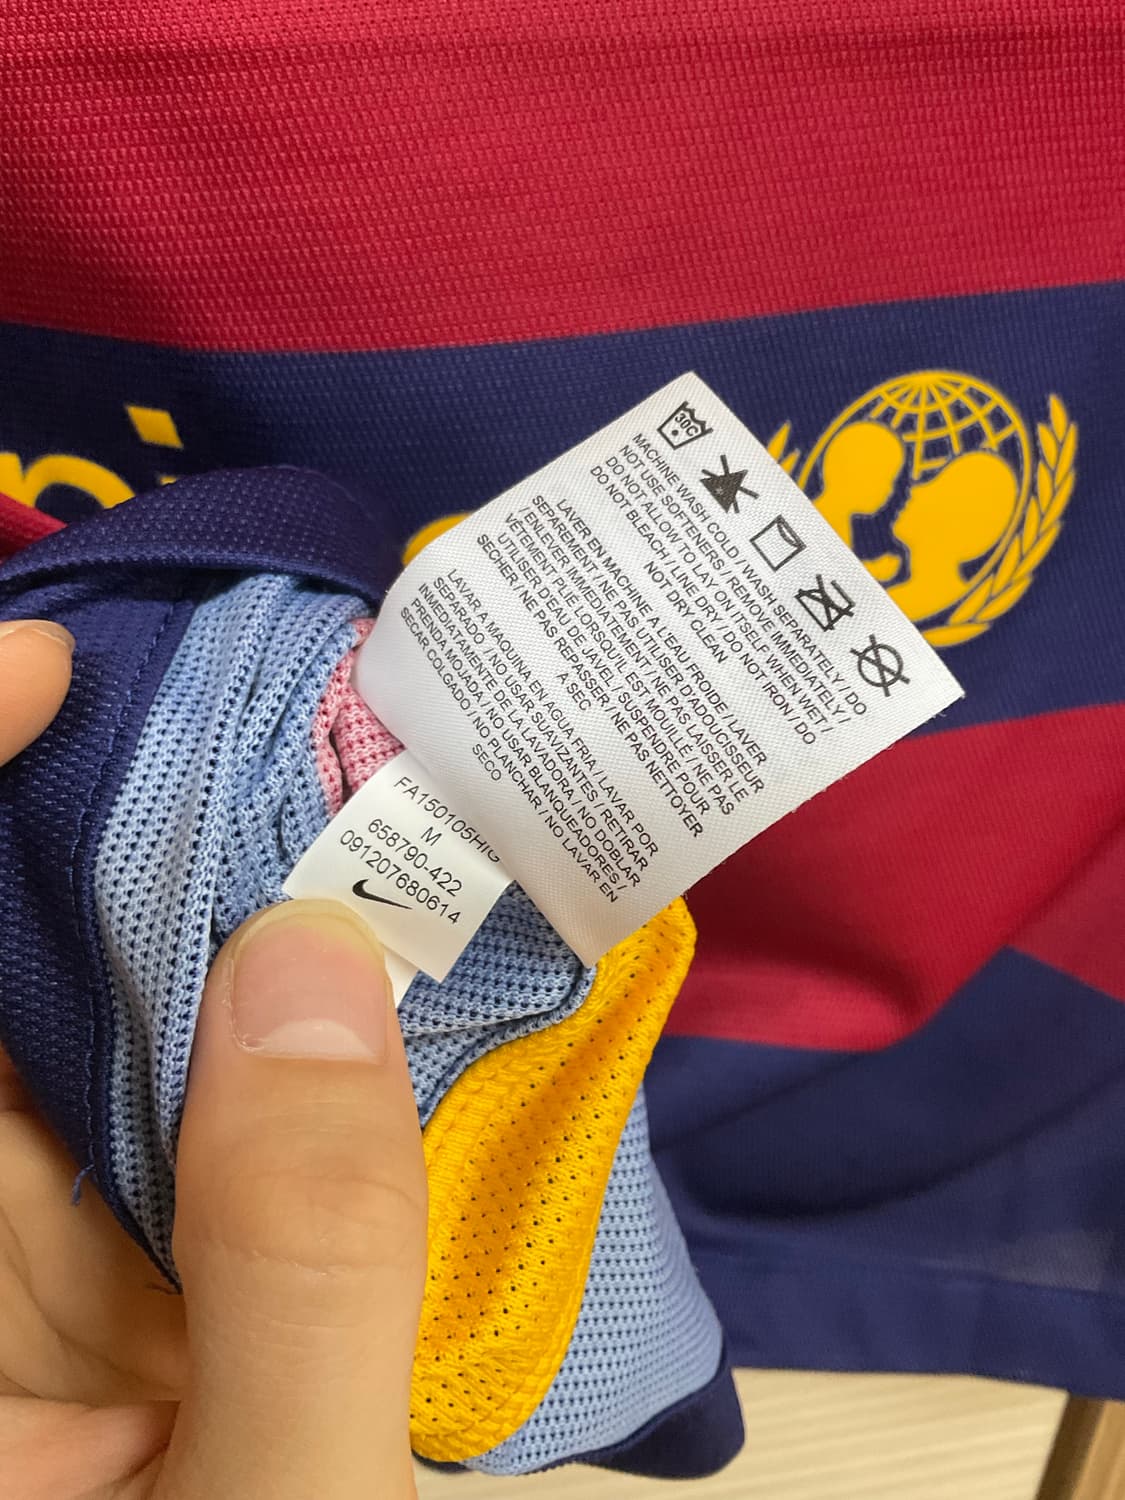 ni
30C
MACHINE WASH COLD / WASH SEPARATELY / DO
NOT USE SOFTENERS / REMOVE IMMEDIATELY /
DO NOT ALLOW TO LAY ON ITSELF WHEN WET /
DO NOT BLEACH / LINE DRY / DO NOT IRON / DO
NOT DRY CLEAN
LAVER EN MACHINE A L'EAU FROIDE / LAVER
SEPAREMENT / NE PAS UTILISER D'ADOUCISSEUR
/ ENLEVER IMMEDIATEMENT / NE PAS LAISSER LE
VÊTEMENT PLIE LORSQU'IL EST MOUILLÉ / NE PAS
UTILISER D'EAU DE JAVEL / SUSPENDRE POUR
SECHER / NE PAS REPASSER / NE PAS NETTOYER
A SEC
LAVAR A MAQUINA EN AGUA FRIA / LAVAR POR
SEPARADO / NO USAR SUAVIZANTES / RETIRAR
INMEDIATAMENTE DE LA LAVADORA / NO DOBLAR
PRENDA MOJADA / NO USAR BLANQUEADORES /
SECAR COLGADO / NO PLANCHAR / NO LAVAR EN
SECO
FA150105HIG
M
658790-422
091207680614